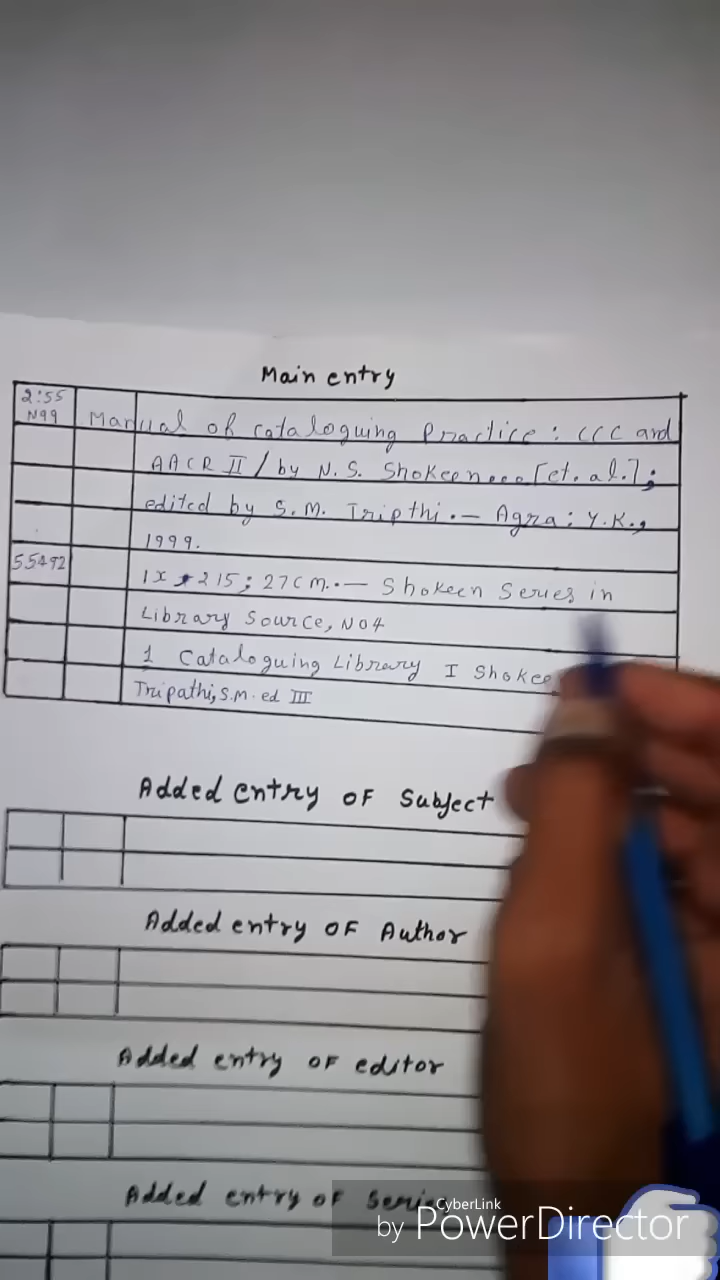 Main entry
2:55
N99
Manual of cataloguing Practice : CCC and
AACR II / by N. S. Shokeen... [et. al.];
edited by S. M. Tripthi. — Agra : Y.K.,
1999.
55492
1x, 215 ; 27cm. — Shokeen Series in
Library Source, NO4
1 Cataloguing Library I Shokee
Tripathi, S.M. ed III
Added entry OF Subject
Added entry OF Author
Added entry OF editor
Added entry OF Serie
CyberLink
by PowerDirector